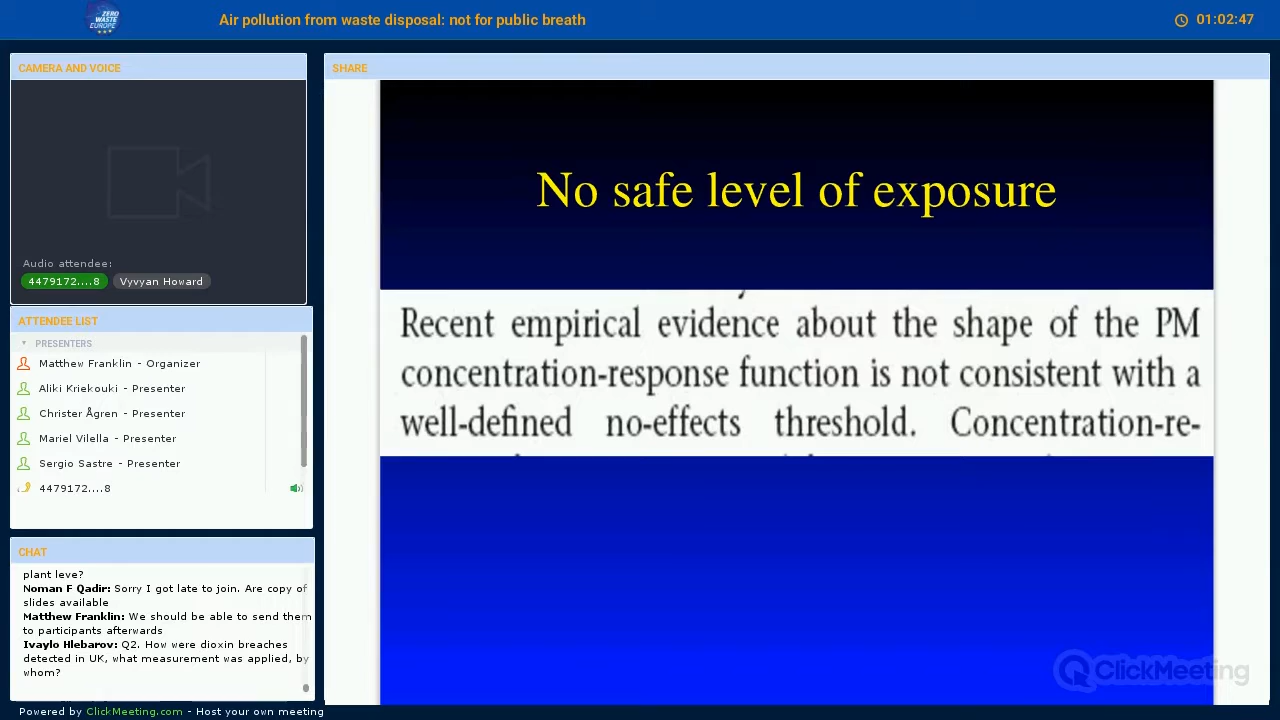 ZERO WASTE EUROPE
Air pollution from waste disposal: not for public breath
01:02:47
CAMERA AND VOICE
Audio attendee:
4479172....8
Vyvyan Howard
ATTENDEE LIST
PRESENTERS
Matthew Franklin - Organizer
Aliki Kriekouki - Presenter
Christer Ågren - Presenter
Mariel Vilella - Presenter
Sergio Sastre - Presenter
4479172....8
CHAT
plant leve?
Noman F Qadir: Sorry I got late to join. Are copy of
slides available
Matthew Franklin: We should be able to send them
to participants afterwards
Ivaylo Hlebarov: Q2. How were dioxin breaches
detected in UK, what measurement was applied, by
whom?
Powered by ClickMeeting.com - Host your own meeting
SHARE
No safe level of exposure
Recent empirical evidence about the shape of the PM
concentration-response function is not consistent with a
well-defined no-effects threshold. Concentration-re-
ClickMeeting